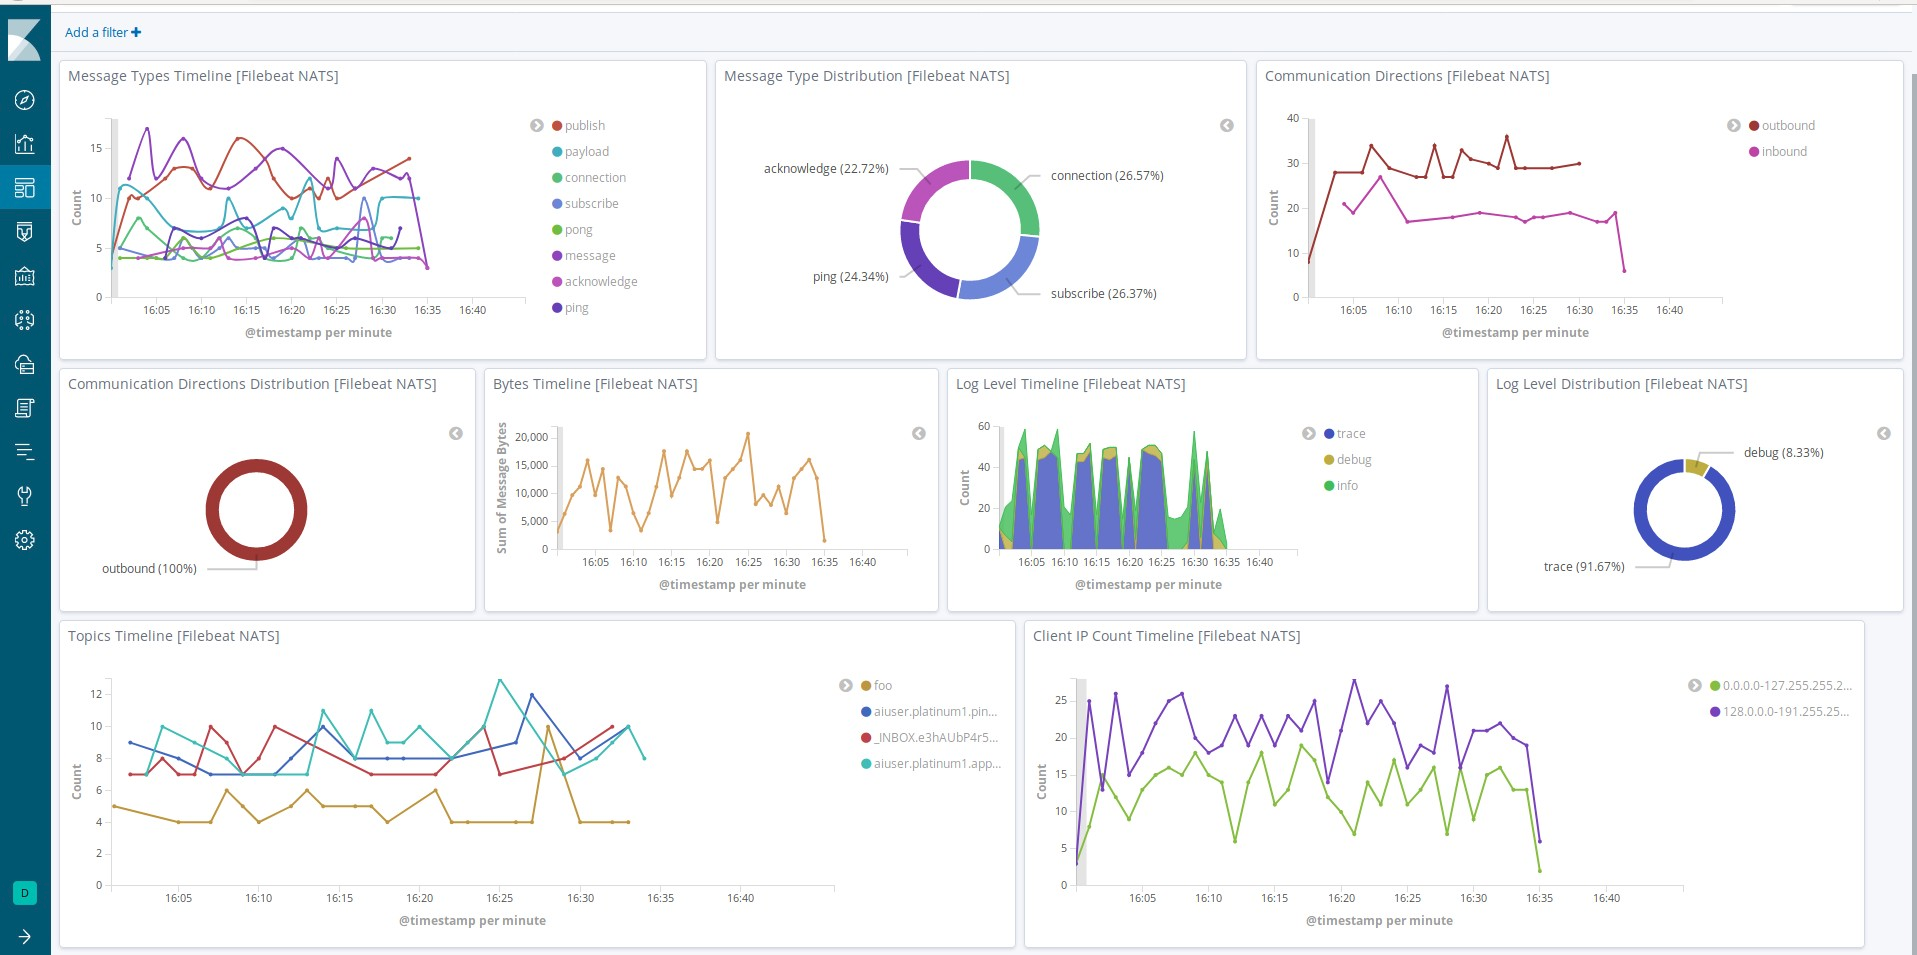 Add a filter +
Message Types Timeline [Filebeat NATS]
Count
15
10
5
0
16:05 16:10 16:15 16:20 16:25 16:30 16:35 16:40
@timestamp per minute
publish
payload
connection
subscribe
pong
message
acknowledge
ping
Message Type Distribution [Filebeat NATS]
acknowledge (22.72%)
connection (26.57%)
ping (24.34%)
subscribe (26.37%)
Communication Directions [Filebeat NATS]
Count
40
30
20
10
0
16:05 16:10 16:15 16:20 16:25 16:30 16:35 16:40
@timestamp per minute
outbound
inbound
Communication Directions Distribution [Filebeat NATS]
outbound (100%)
Bytes Timeline [Filebeat NATS]
Sum of Message Bytes
20,000
15,000
10,000
5,000
0
16:05 16:10 16:15 16:20 16:25 16:30 16:35 16:40
@timestamp per minute
Log Level Timeline [Filebeat NATS]
Count
60
40
20
0
16:05 16:10 16:15 16:20 16:25 16:30 16:35 16:40
@timestamp per minute
trace
debug
info
Log Level Distribution [Filebeat NATS]
debug (8.33%)
trace (91.67%)
Topics Timeline [Filebeat NATS]
Count
12
10
8
6
4
2
0
16:05 16:10 16:15 16:20 16:25 16:30 16:35 16:40
@timestamp per minute
foo
aiuser.platinum1.pin...
_INBOX.e3hAUbP4r5...
aiuser.platinum1.app...
Client IP Count Timeline [Filebeat NATS]
Count
25
20
15
10
5
0
16:05 16:10 16:15 16:20 16:25 16:30 16:35 16:40
@timestamp per minute
0.0.0.0-127.255.255.2...
128.0.0.0-191.255.25...
D